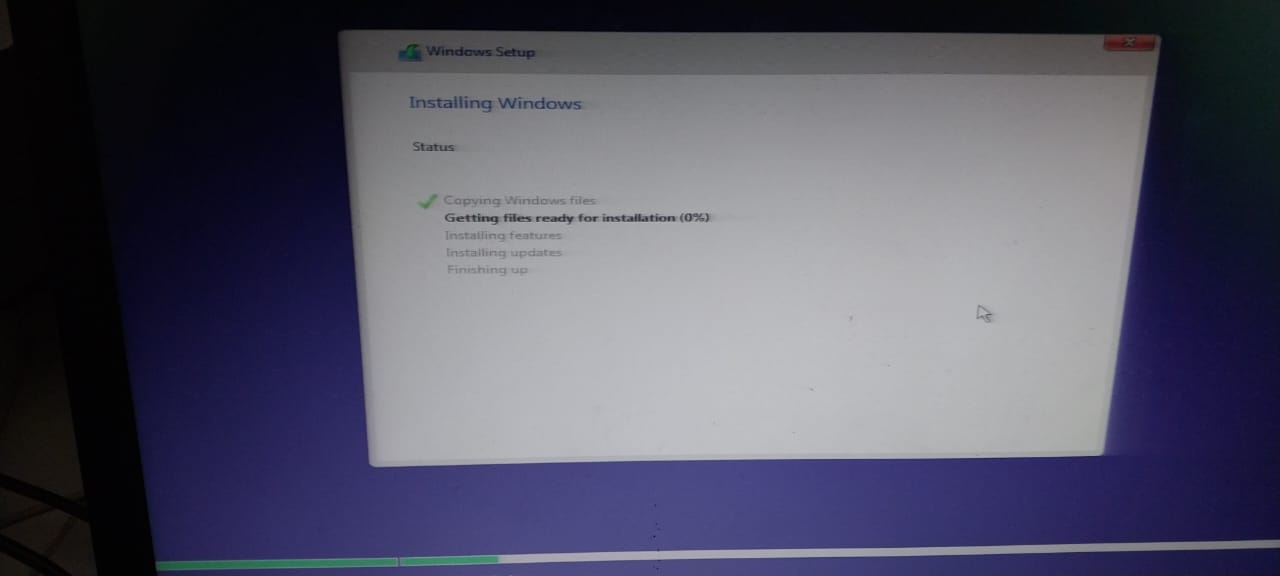 Windows Setup
Installing Windows
Status
Copying Windows files
Getting files ready for installation (0%)
Installing features
Installing updates
Finishing up